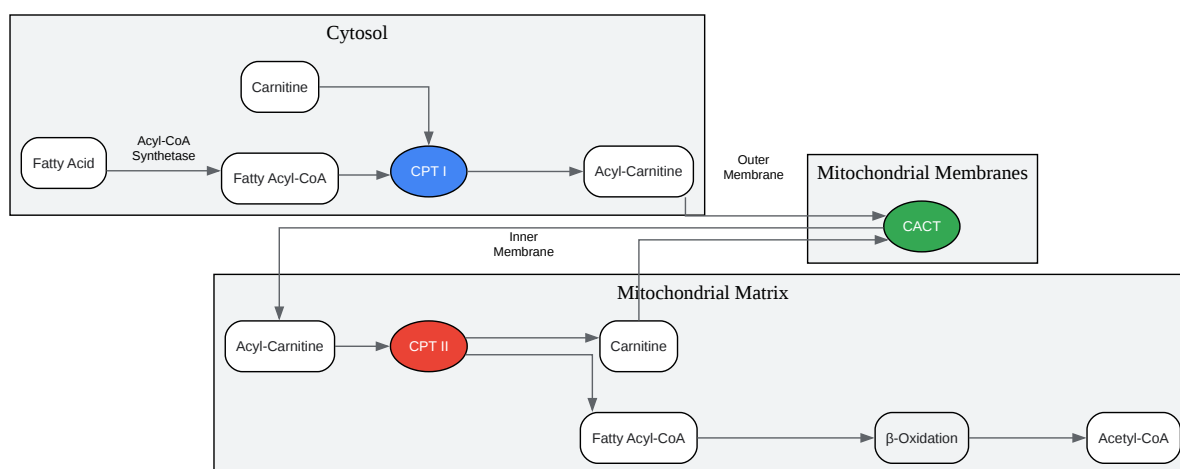 Cytosol
Carnitine
Acyl-CoA
Synthetase
Fatty Acid
Fatty Acyl-CoA
CPT I
Acyl-Carnitine
Outer
Membrane
Mitochondrial Membranes
CACT
Inner
Membrane
Mitochondrial Matrix
Acyl-Carnitine
CPT II
Carnitine
Fatty Acyl-CoA
β-Oxidation
Acetyl-CoA